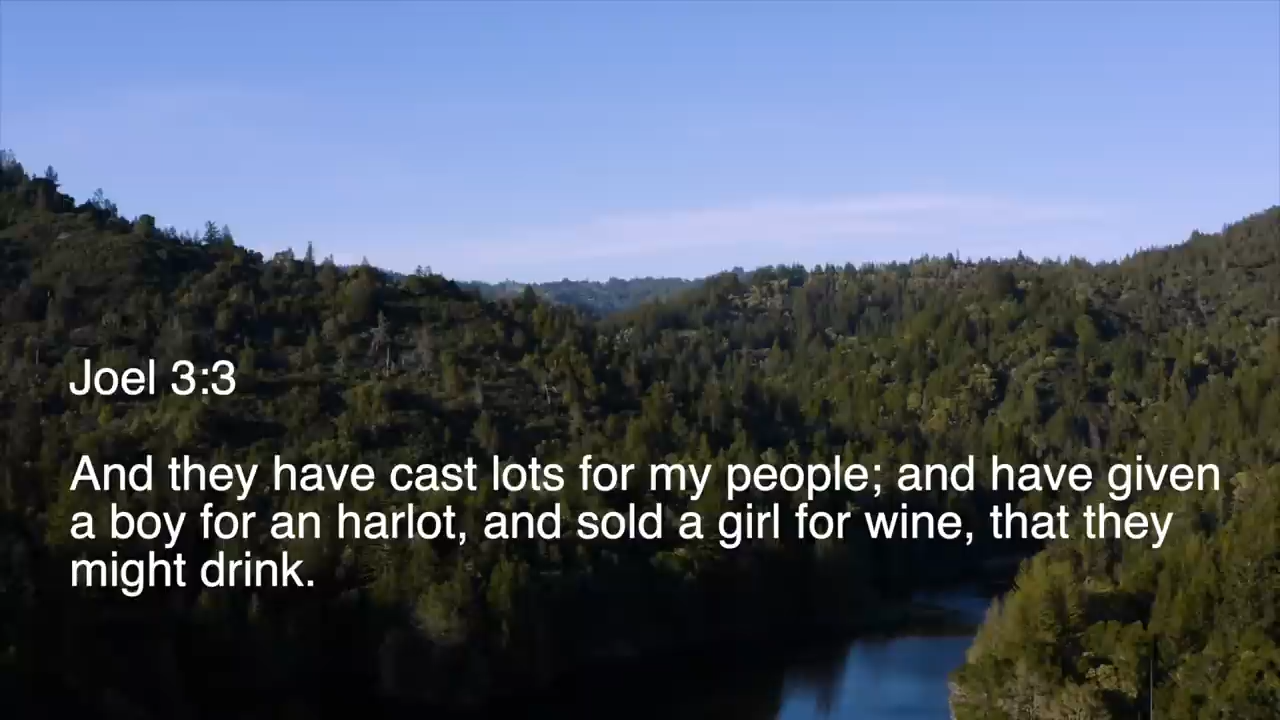 Joel 3:3
And they have cast lots for my people; and have given
a boy for an harlot, and sold a girl for wine, that they
might drink.